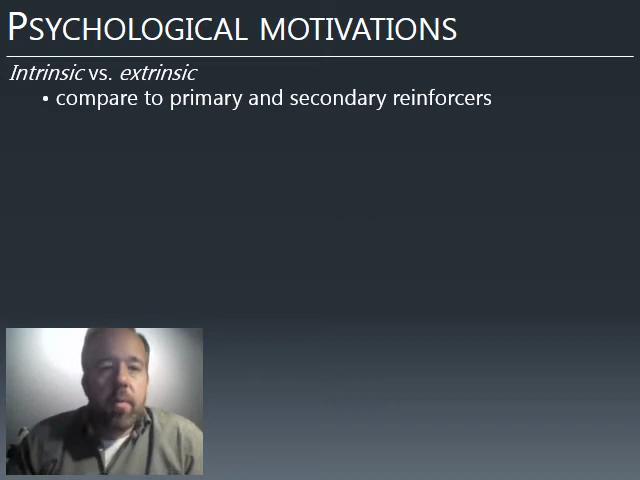 PSYCHOLOGICAL MOTIVATIONS
Intrinsic vs. extrinsic
• compare to primary and secondary reinforcers